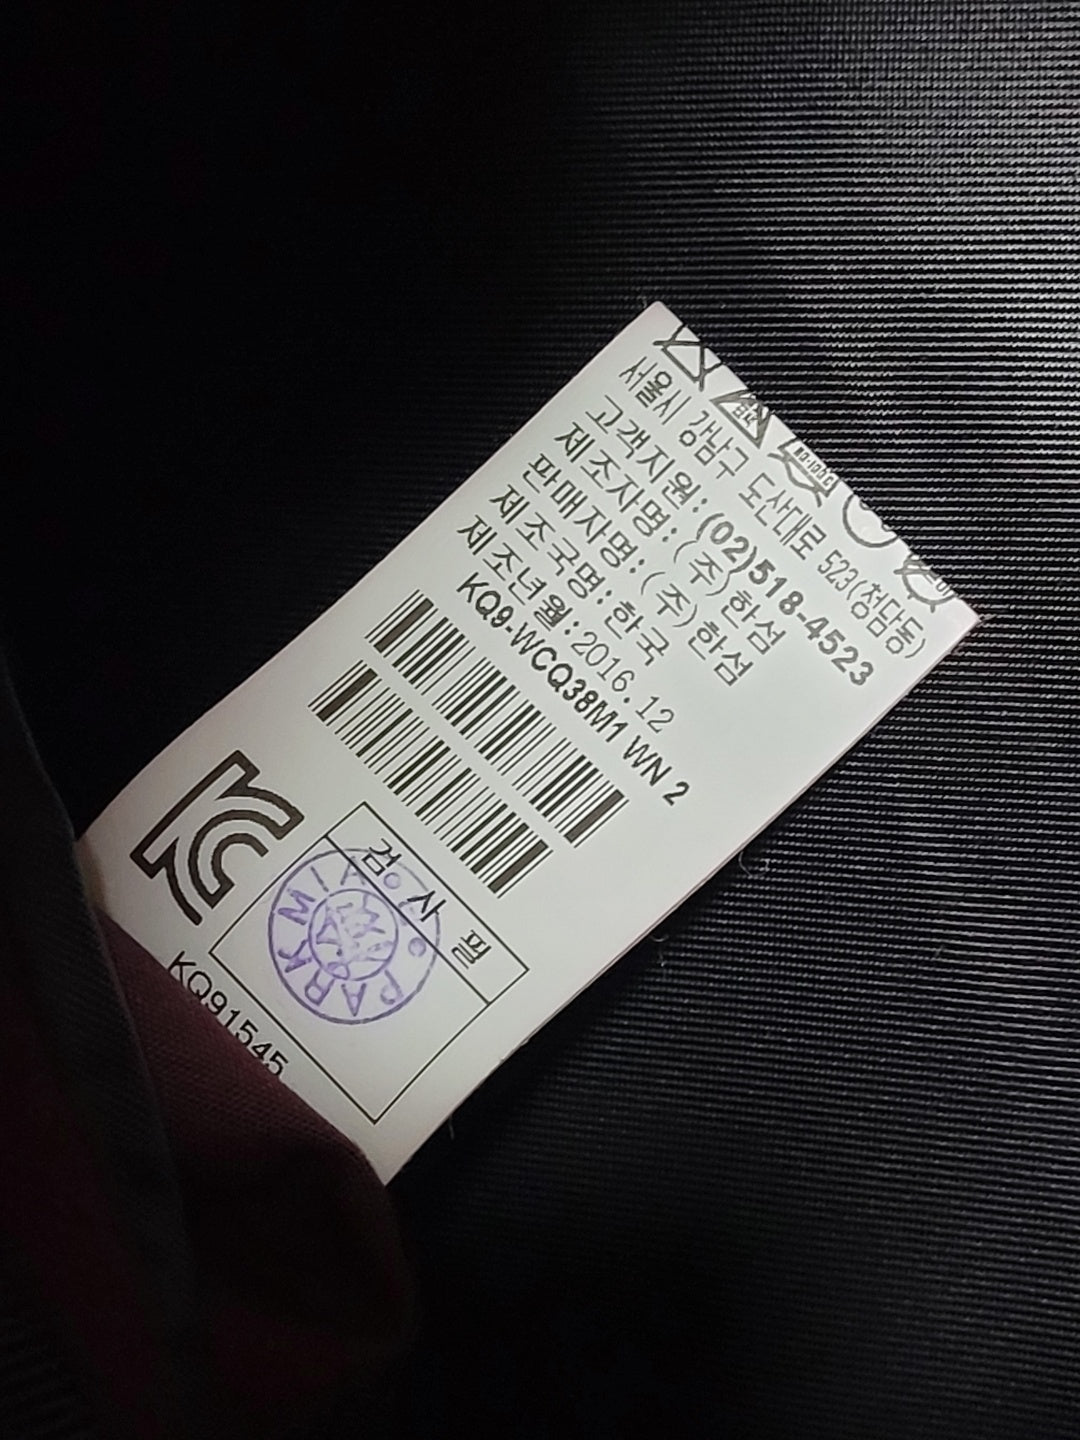 서울시 강남구 도산대로 523(청담동)
고객지원: (02)518-4523
제조자명: (주)한섬
판매자명: (주)한섬
제조국명: 한국
제조년월: 2016.12
KQ9-WCQ38M1 WN 2
검 사 필
PARK MIA
KQ91545